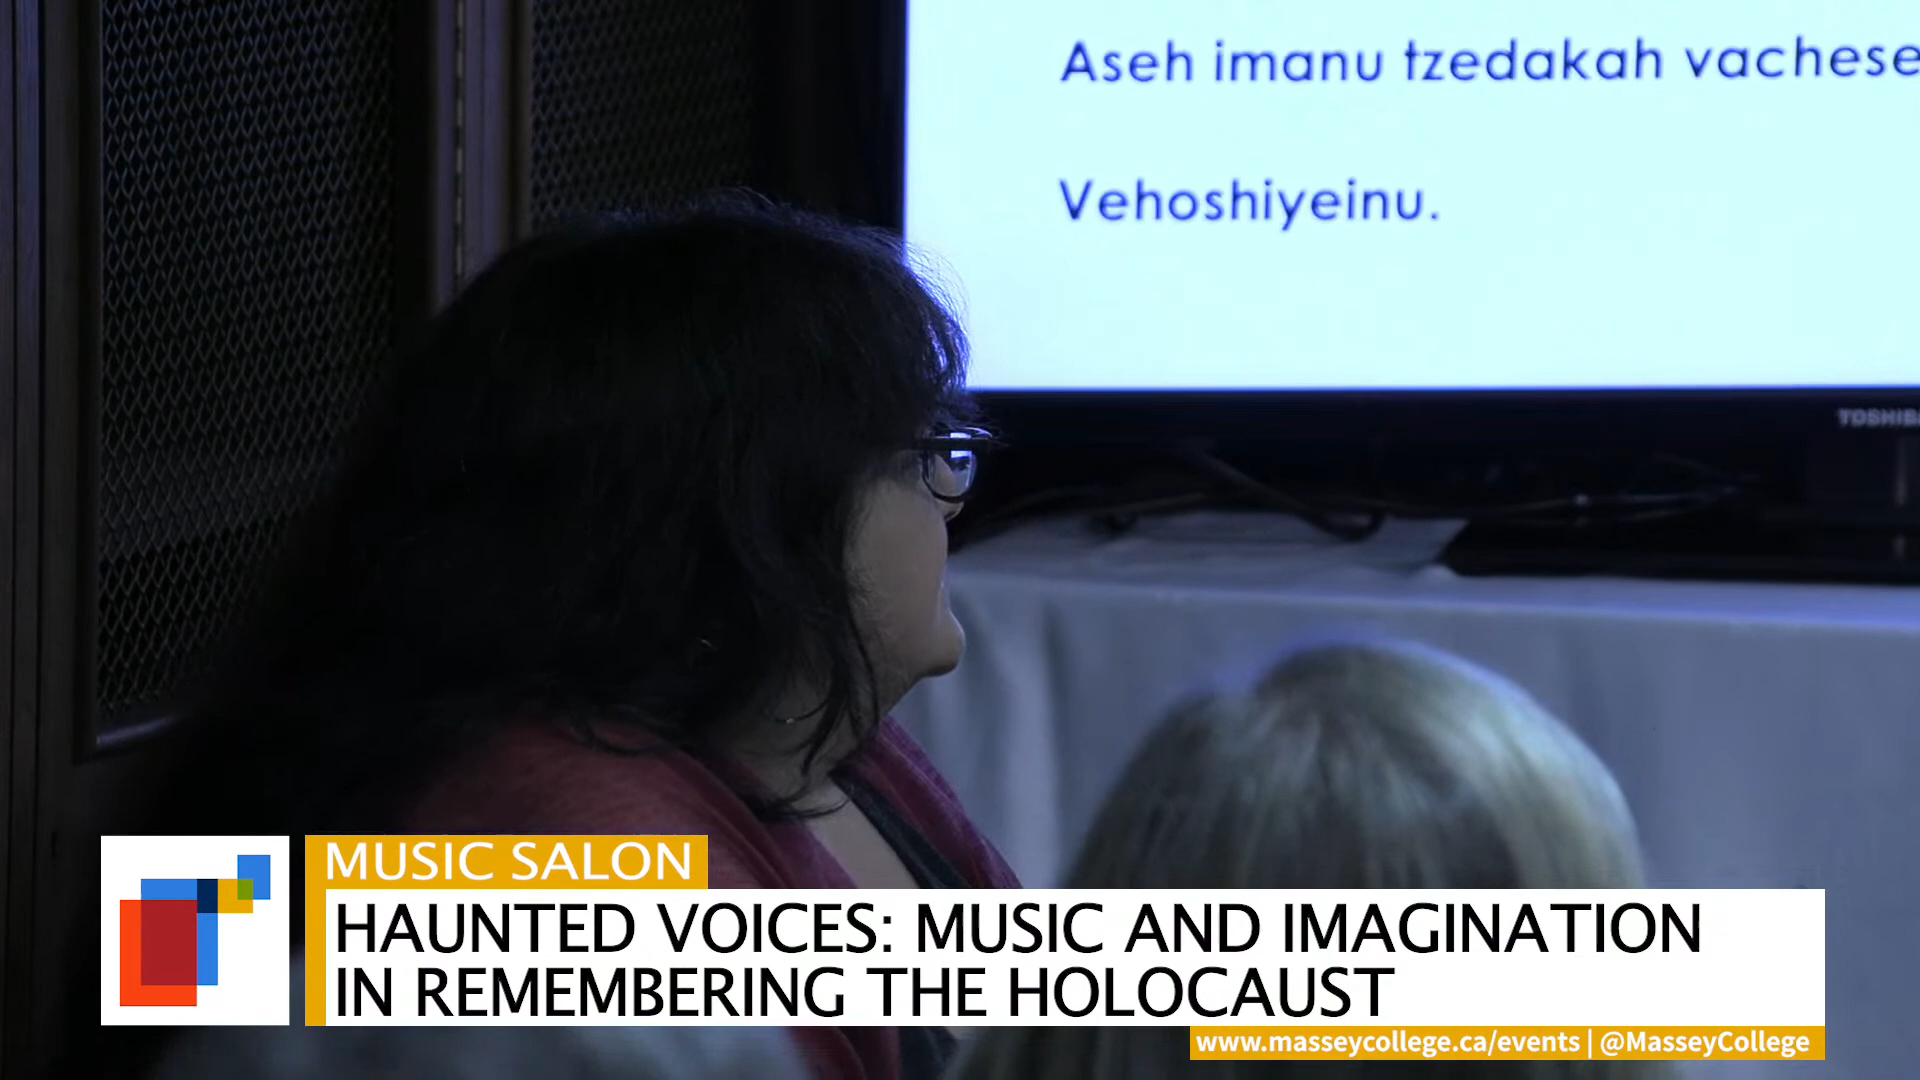 Aseh imanu tzedakah
Vehoshiyeinu.
MUSIC SALON
HAUNTED VOICES: MUSIC AND IMAGINATION
IN REMEMBERING THE HOLOCAUST
www.masseycollege.ca/events | @MasseyCollege